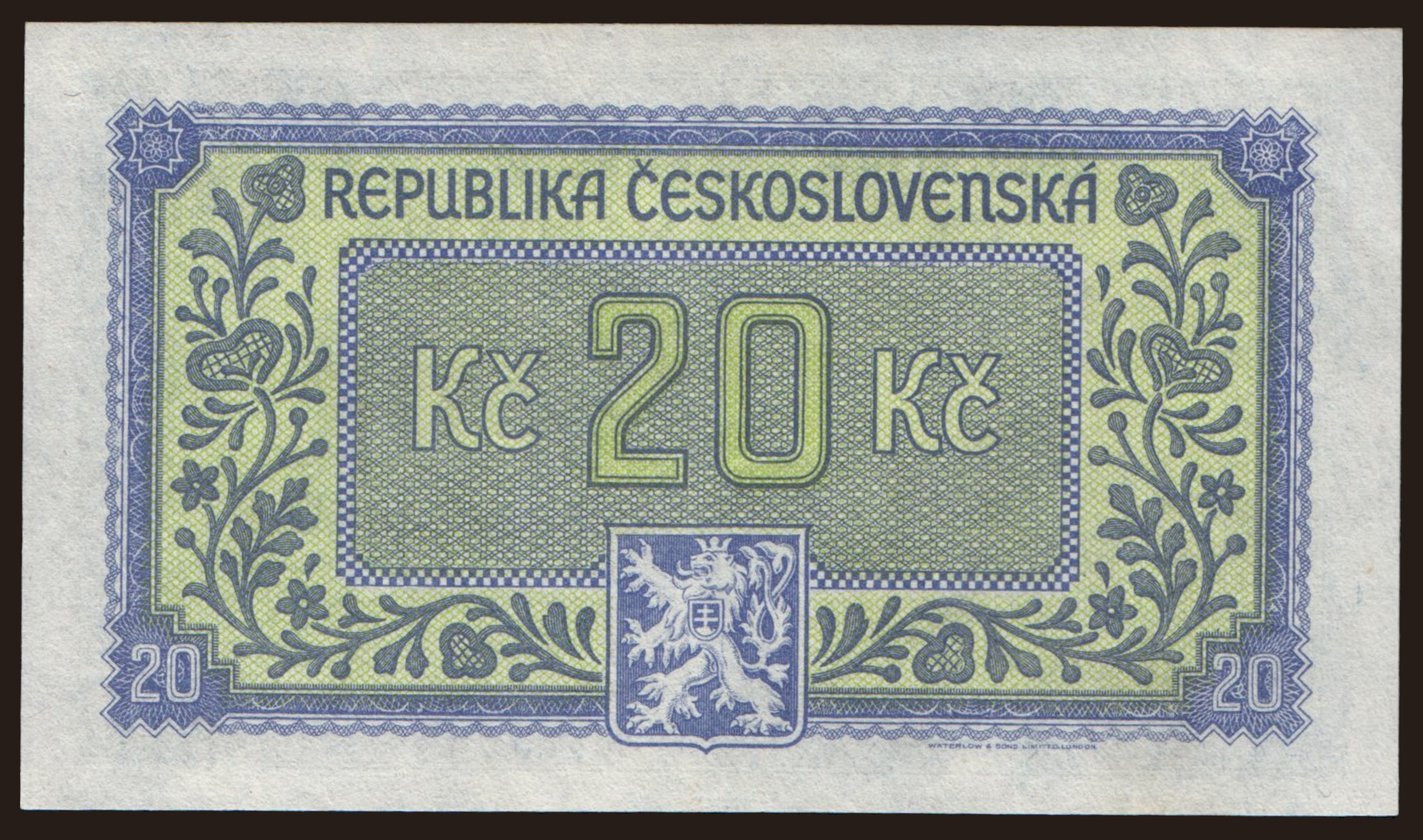 REPUBLIKA ČESKOSLOVENSKÁ
Kč 20 Kč
20 20
WATERLOW & SONS LIMITED, LONDON.